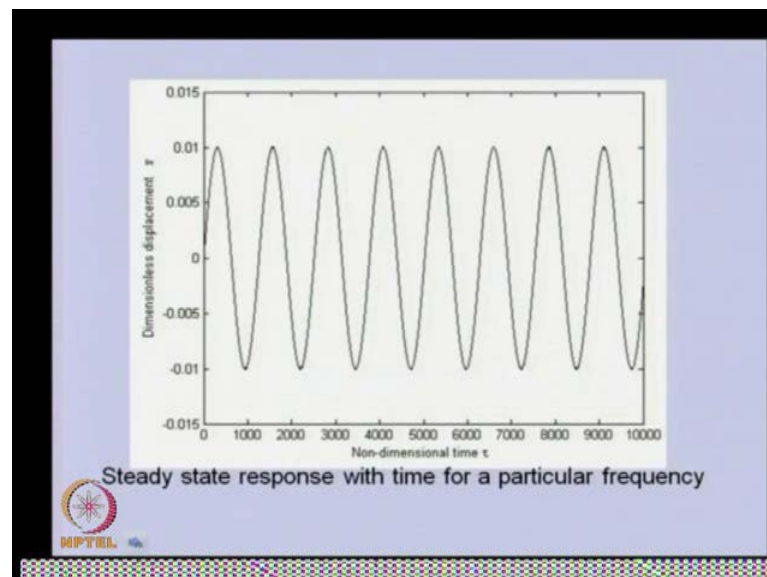 0.015
0.01
0.005
0
-0.005
-0.01
-0.015
Dimensionless displacement x
0 1000 2000 3000 4000 5000 6000 7000 8000 9000 10000
Non-dimensional time τ
Steady state response with time for a particular frequency
NPTEL